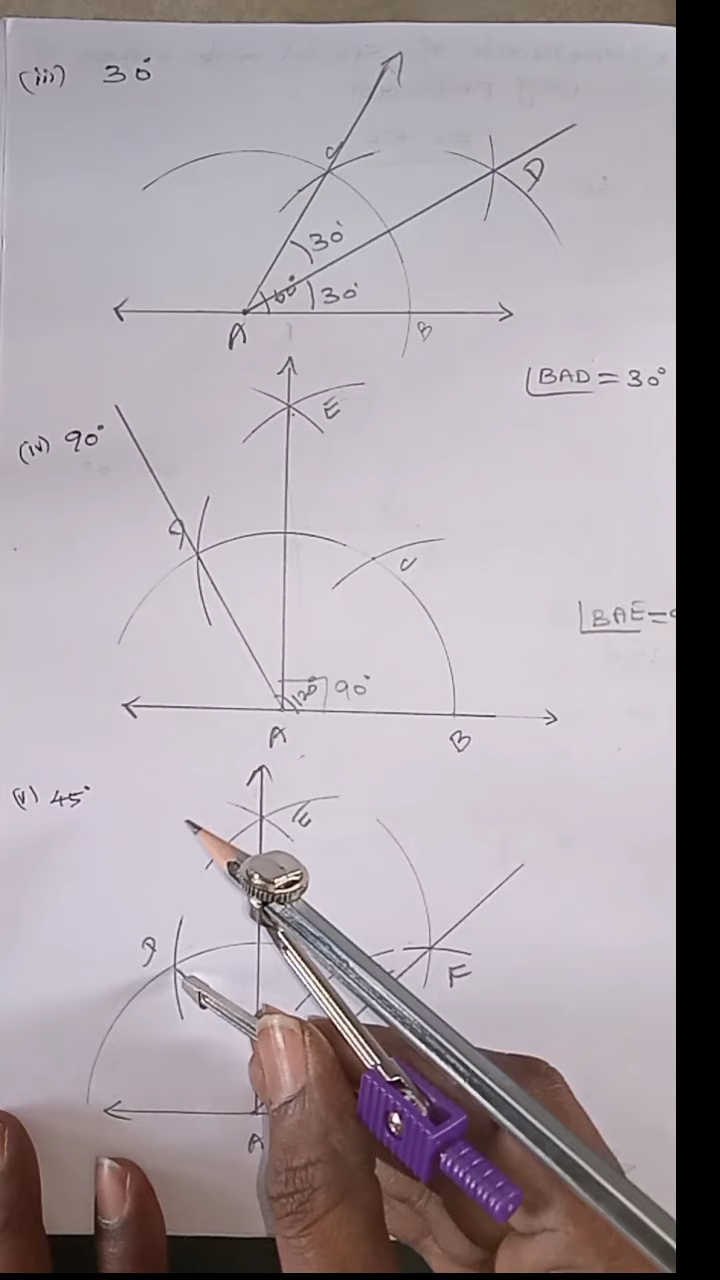 (iii) 30°
C
D
30°
60°
30°
A
B
∠BAD = 30°
E
(iv) 90°
D
C
∠BAE =
120°
90°
A
B
(v) 45°
E
D
F
A